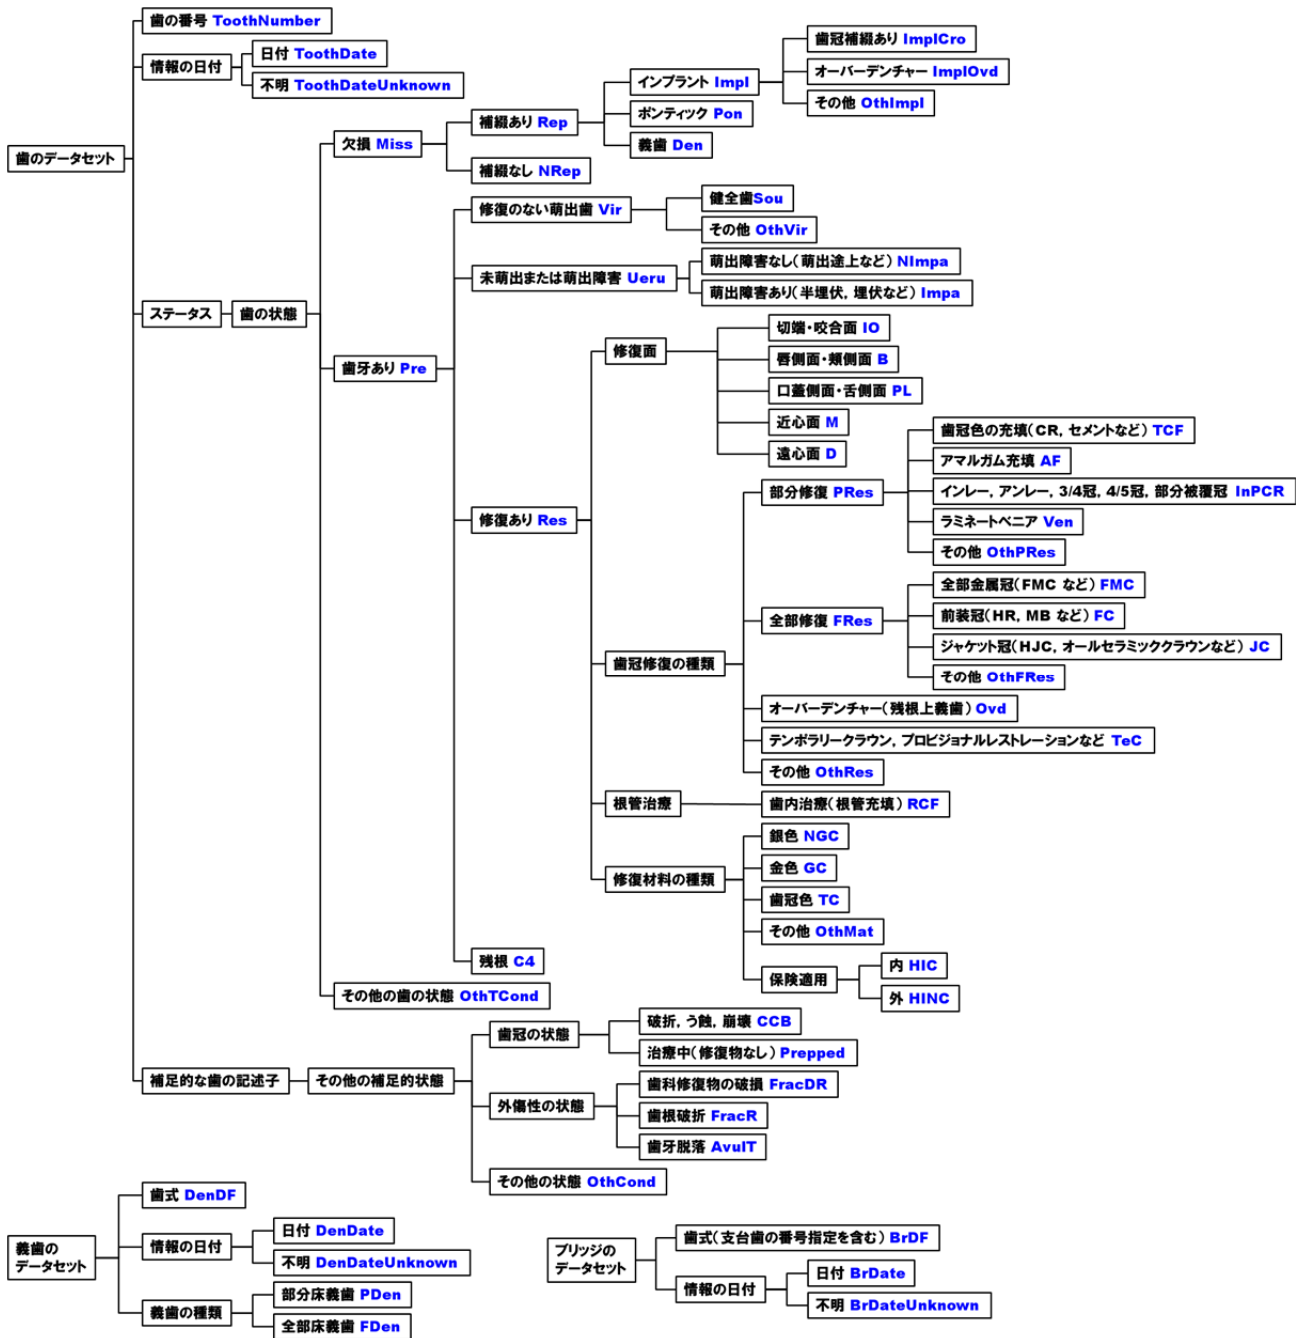 歯のデータセット
歯の番号 ToothNumber
情報の日付
日付 ToothDate
不明 ToothDateUnknown
ステータス
歯の状態
欠損 Miss
補綴あり Rep
インプラント Impl
歯冠補綴あり ImplCro
オーバーデンチャー ImplOvd
その他 OthImpl
ポンティック Pon
義歯 Den
補綴なし NRep
歯牙あり Pre
修復のない萌出歯 Vir
健全歯Sou
その他 OthVir
未萌出または萌出障害 Ueru
萌出障害なし(萌出途上など) NImpa
萌出障害あり(半埋伏, 埋伏など) Impa
修復あり Res
修復面
切端・咬合面 IO
唇側面・頬側面 B
口蓋側面・舌側面 PL
近心面 M
遠心面 D
歯冠修復の種類
部分修復 PRes
歯冠色の充填(CR, セメントなど) TCF
アマルガム充填 AF
インレー, アンレー, 3/4冠, 4/5冠, 部分被覆冠 InPCR
ラミネートベニア Ven
その他 OthPRes
全部修復 FRes
全部金属冠(FMC など) FMC
前装冠(HR, MB など) FC
ジャケット冠(HJC, オールセラミッククラウンなど) JC
その他 OthFRes
オーバーデンチャー(残根上義歯) Ovd
テンポラリークラウン, プロビジョナルレストレーションなど TeC
その他 OthRes
根管治療
歯内治療(根管充填) RCF
修復材料の種類
銀色 NGC
金色 GC
歯冠色 TC
その他 OthMat
保険適用
内 HIC
外 HINC
残根 C4
その他の歯の状態 OthTCond
補足的な歯の記述子
その他の補足的状態
歯冠の状態
破折, う蝕, 崩壊 CCB
治療中(修復物なし) Prepped
外傷性の状態
歯科修復物の破損 FracDR
歯根破折 FracR
歯牙脱落 AvulT
その他の状態 OthCond
義歯の
データセット
歯式 DenDF
情報の日付
日付 DenDate
不明 DenDateUnknown
義歯の種類
部分床義歯 PDen
全部床義歯 FDen
ブリッジの
データセット
歯式(支台歯の番号指定を含む) BrDF
情報の日付
日付 BrDate
不明 BrDateUnknown